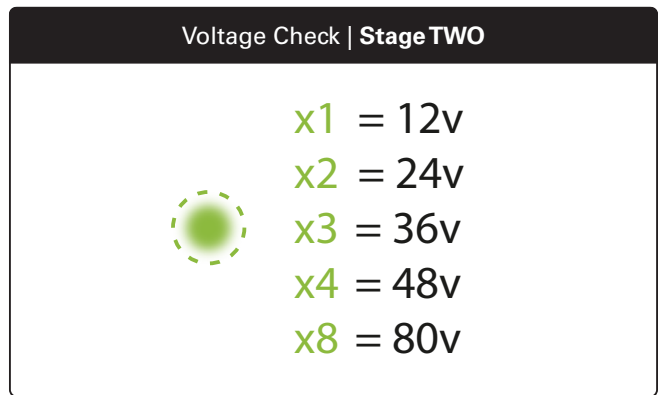 Voltage Check | Stage TWO
x1 = 12v
x2 = 24v
x3 = 36v
x4 = 48v
x8 = 80v